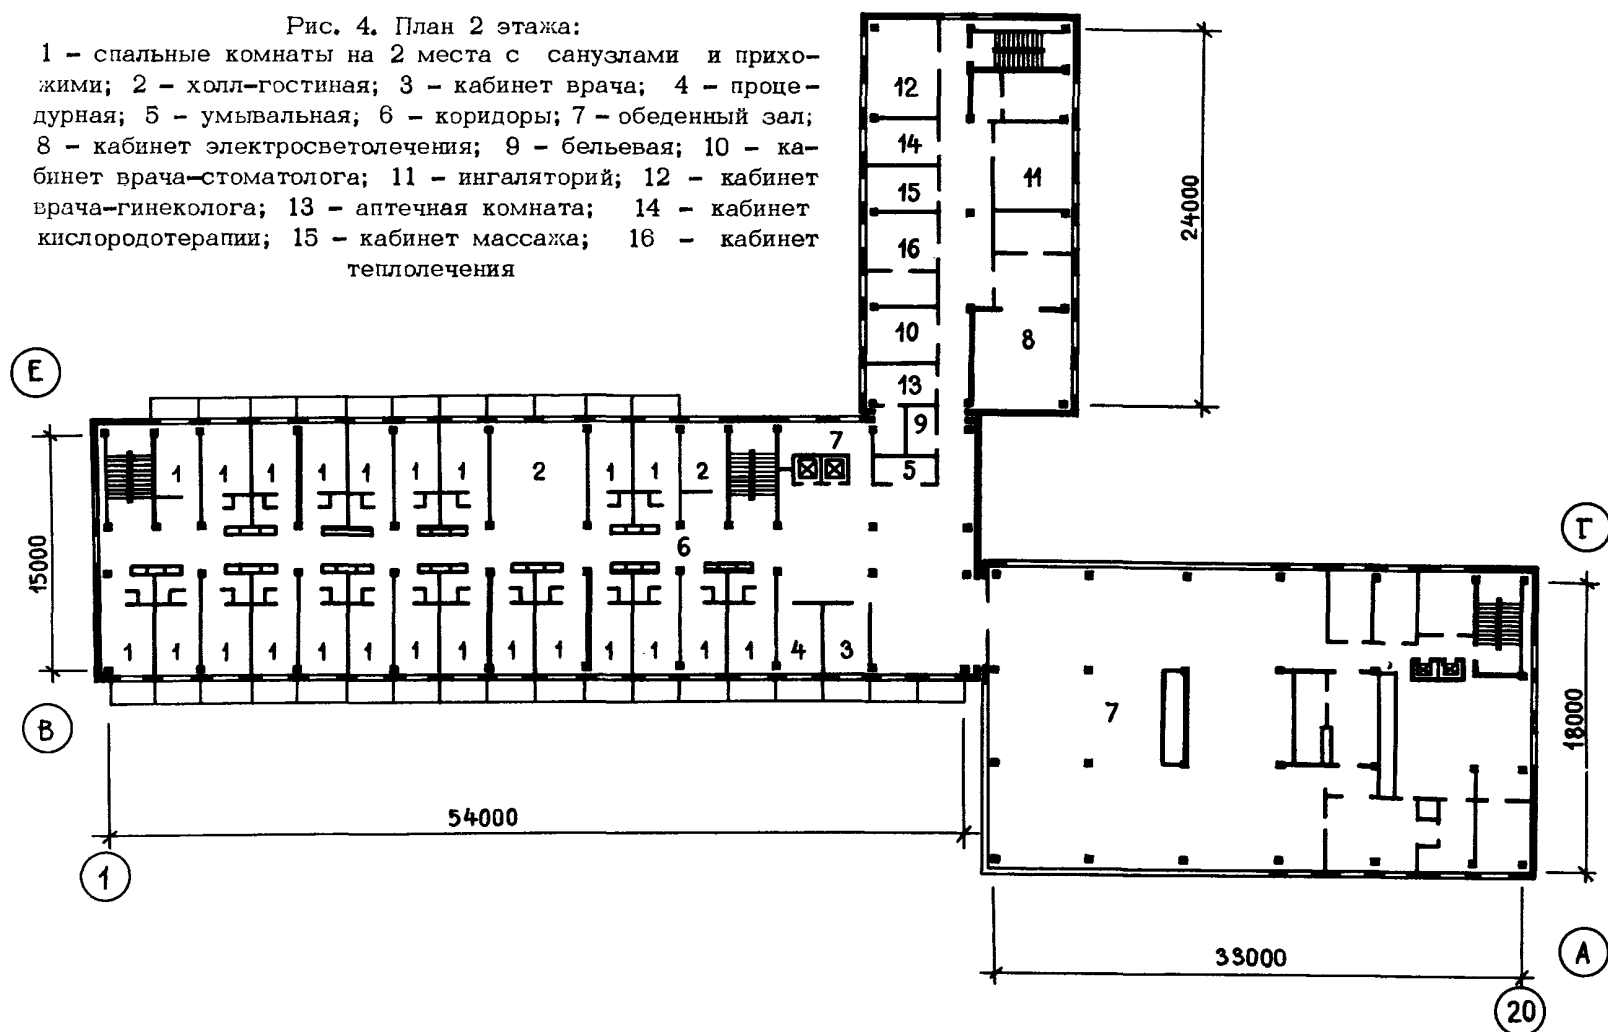 Рис. 4. План 2 этажа:
1 – спальные комнаты на 2 места с санузлами и прихо-
жими; 2 – холл-гостиная; 3 – кабинет врача; 4 – проце-
дурная; 5 – умывальная; 6 – коридоры; 7 – обеденный зал;
8 – кабинет электросветолечения; 9 – бельевая; 10 – ка-
бинет врача-стоматолога; 11 – ингаляторий; 12 – кабинет
врача-гинеколога; 13 – аптечная комната; 14 – кабинет
кислородотерапии; 15 – кабинет массажа; 16 – кабинет
теплолечения
12
14
11
15
24000
16
10
8
13
Е
9
7
1 1 1 1 1 1 1 2 1 1 2
5
Г
6
15000
1 1 1 1 1 1 1 1 1 1 1 1 1 1 4 3
7
В
18000
54000
1
33000
А
20